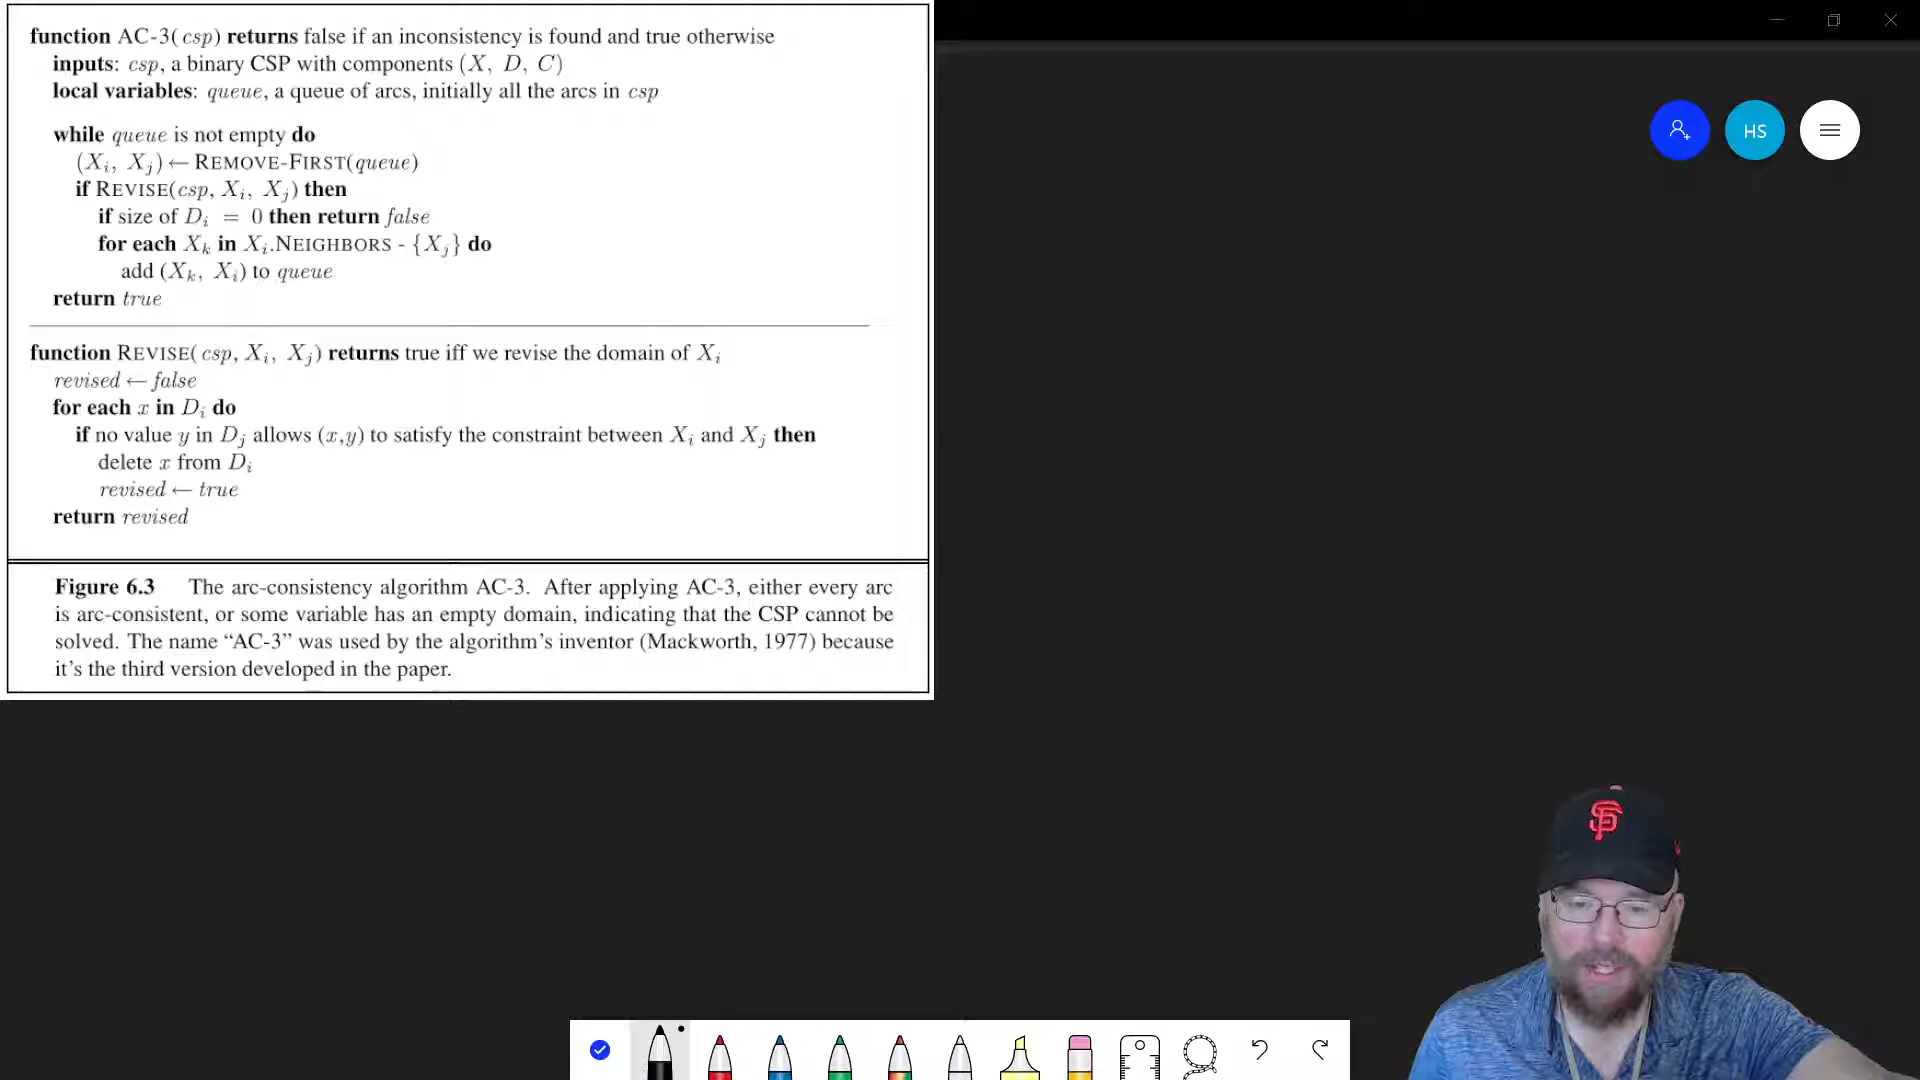 function AC-3(csp) returns false if an inconsistency is found and true otherwise
inputs: csp, a binary CSP with components (X, D, C)
local variables: queue, a queue of arcs, initially all the arcs in csp
while queue is not empty do
(Xi, Xj) ← REMOVE-FIRST(queue)
if REVISE(csp, Xi, Xj) then
if size of Di = 0 then return false
for each Xk in Xi.NEIGHBORS - {Xj} do
add (Xk, Xi) to queue
return true
function REVISE(csp, Xi, Xj) returns true iff we revise the domain of Xi
revised ← false
for each x in Di do
if no value y in Dj allows (x,y) to satisfy the constraint between Xi and Xj then
delete x from Di
revised ← true
return revised
Figure 6.3 The arc-consistency algorithm AC-3. After applying AC-3, either every arc
is arc-consistent, or some variable has an empty domain, indicating that the CSP cannot be
solved. The name “AC-3” was used by the algorithm’s inventor (Mackworth, 1977) because
it’s the third version developed in the paper.
HS
SF